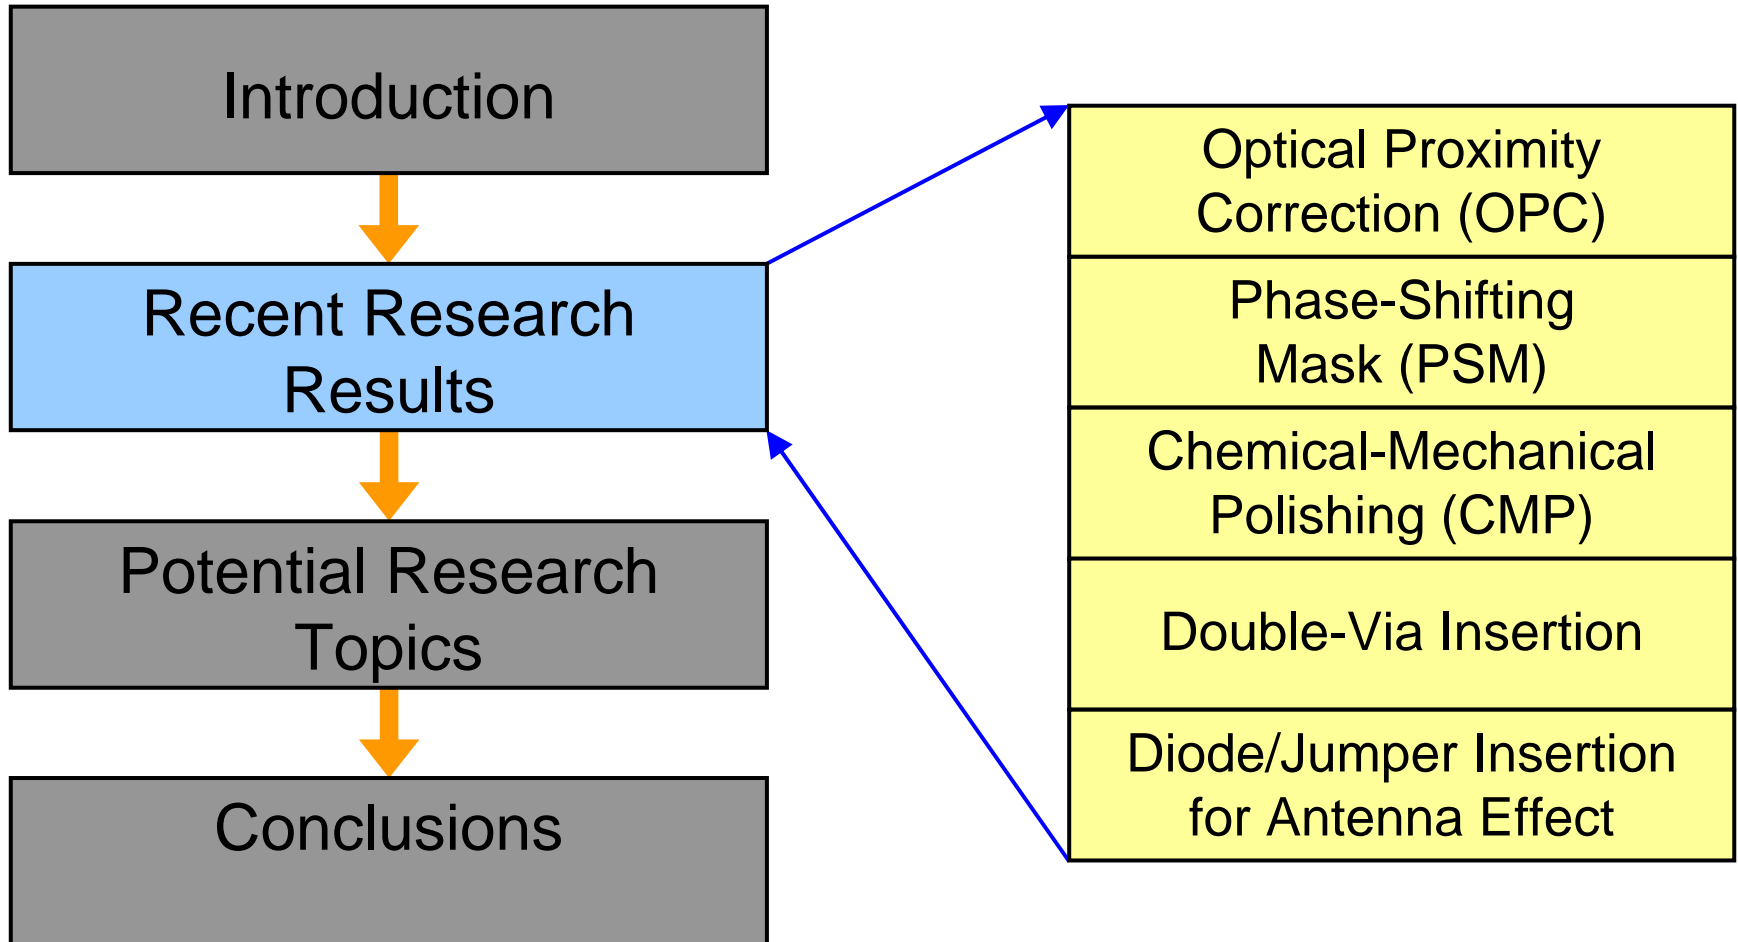 Introduction
Recent Research
Results
Potential Research
Topics
Conclusions
Optical Proximity
Correction (OPC)
Phase-Shifting
Mask (PSM)
Chemical-Mechanical
Polishing (CMP)
Double-Via Insertion
Diode/Jumper Insertion
for Antenna Effect